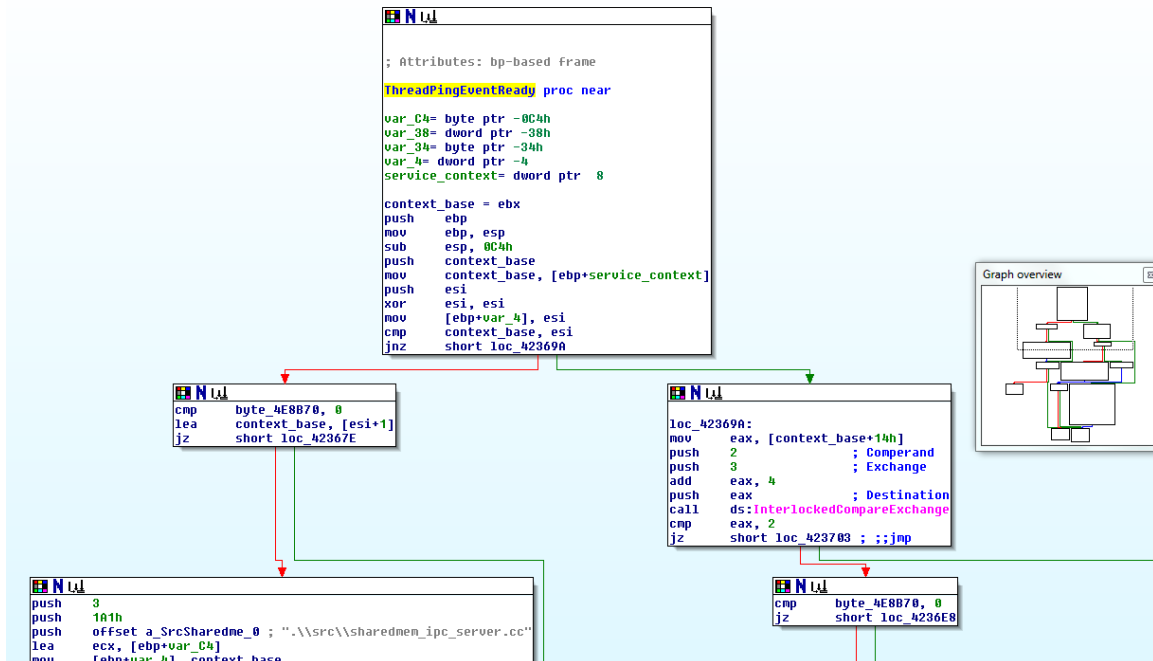 ; Attributes: bp-based frame
ThreadPingEventReady proc near
var_C4= byte ptr -0C4h
var_38= dword ptr -38h
var_34= byte ptr -34h
var_4= dword ptr -4
service_context= dword ptr  8
context_base = ebx
push    ebp
mov     ebp, esp
sub     esp, 0C4h
push    context_base
mov     context_base, [ebp+service_context]
push    esi
xor     esi, esi
mov     [ebp+var_4], esi
cmp     context_base, esi
jnz     short loc_42369A
Graph overview
cmp     byte_4E8B70, 0
lea     context_base, [esi+1]
jz      short loc_42367E
loc_42369A:
mov     eax, [context_base+14h]
push    2               ; Comperand
push    3               ; Exchange
add     eax, 4
push    eax             ; Destination
call    ds:InterlockedCompareExchange
cmp     eax, 2
jz      short loc_423703 ; ;;jmp
push    3
push    1A1h
push    offset a_SrcSharedme_0 ; ".\\src\\sharedmem_ipc_server.cc"
lea     ecx, [ebp+var_C4]
mov     [ebp+var_4], context_base
cmp     byte_4E8B70, 0
jz      short loc_4236E8